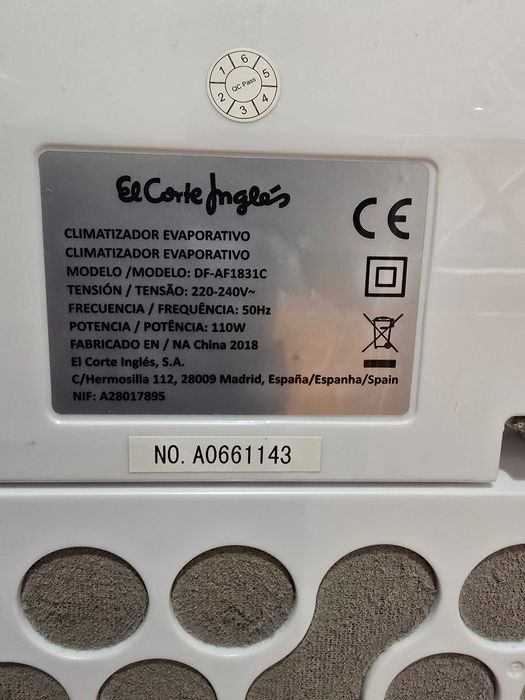 1 6 5 4 3 2
QC Pass
El Corte Inglés
CE
CLIMATIZADOR EVAPORATIVO
CLIMATIZADOR EVAPORATIVO
MODELO /MODELO: DF-AF1831C
TENSIÓN / TENSÃO: 220-240V~
FRECUENCIA / FREQUÊNCIA: 50Hz
POTENCIA / POTÊNCIA: 110W
FABRICADO EN / NA China 2018
El Corte Inglés, S.A.
C/Hermosilla 112, 28009 Madrid, España/Espanha/Spain
NIF: A28017895
NO. A0661143